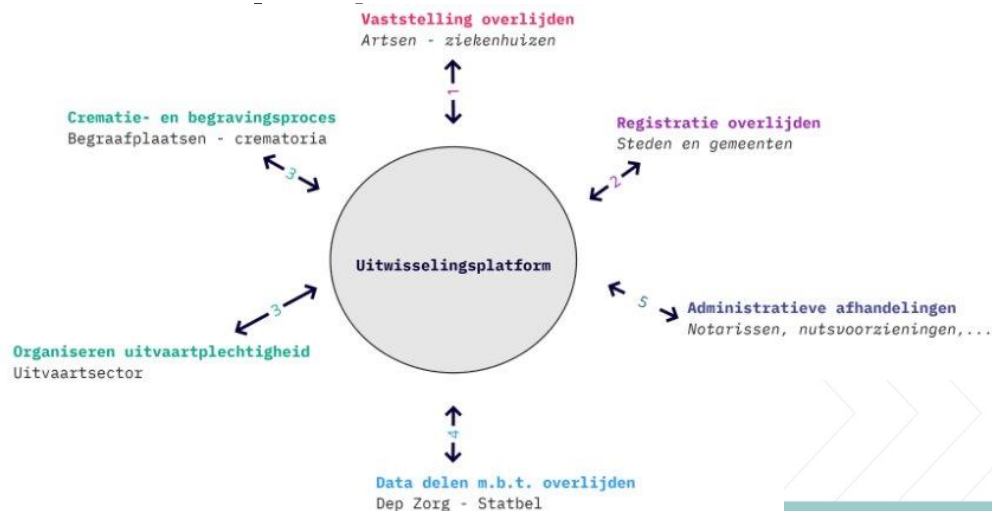 Vaststelling overlijden
Artsen - ziekenhuizen
1
Crematie- en begravingsproces
Begraafplaatsen - crematoria
3
Registratie overlijden
Steden en gemeenten
2
Uitwisselingsplatform
3
Organiseren uitvaartplechtigheid
Uitvaartsector
5
Administratieve afhandelingen
Notarissen, nutsvoorzieningen,...
4
Data delen m.b.t. overlijden
Dep Zorg - Statbel